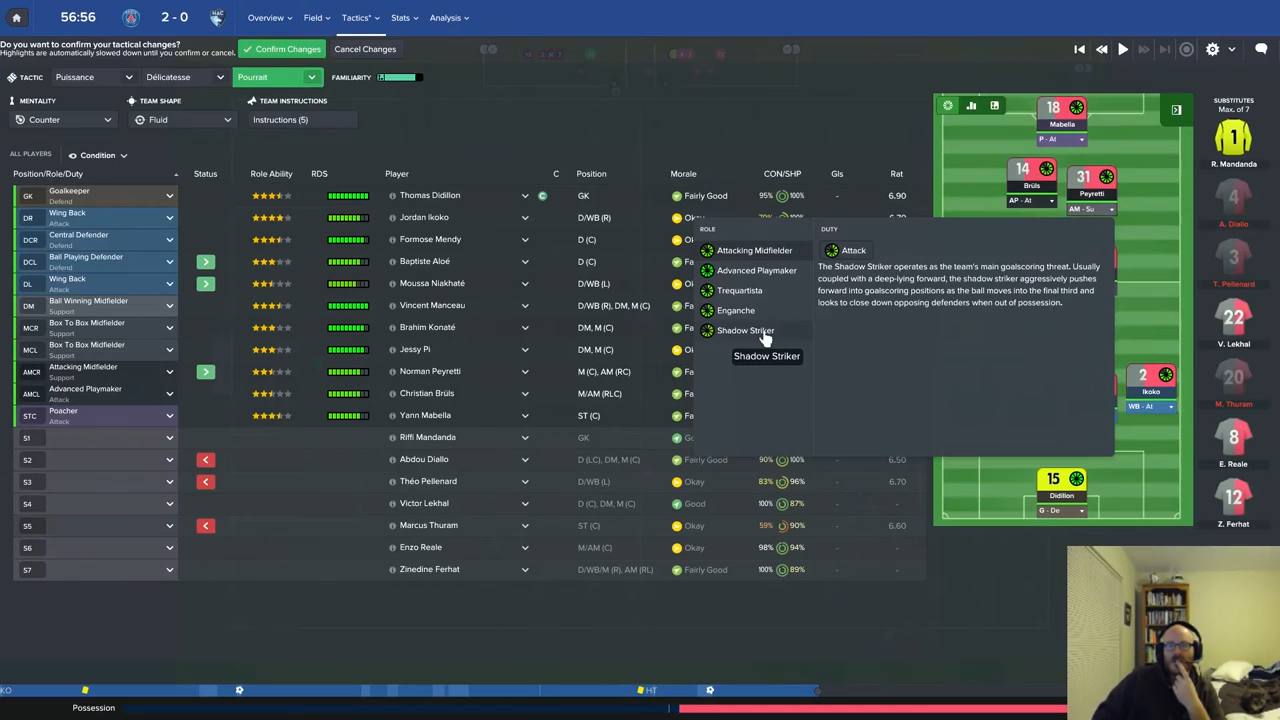 56:56
2 - 0
HAC
Overview
Field
Tactics*
Stats
Analysis
Do you want to confirm your tactical changes?
Highlights are automatically slowed down until you confirm or cancel.
Confirm Changes
Cancel Changes
TACTIC
Puissance
Délicatesse
Pourrait
FAMILIARITY
MENTALITY
TEAM SHAPE
TEAM INSTRUCTIONS
Counter
Fluid
Instructions (5)
ALL PLAYERS
Condition
Position/Role/Duty
Status
Role Ability
RDS
Player
C
Position
Morale
CON/SHP
Gls
Rat
GK
Goalkeeper
Defend
Thomas Didillon
C
GK
Fairly Good
95%
100%
-
6.90
DR
Wing Back
Attack
Jordan Ikoko
D/WB (R)
Okay
DCR
Central Defender
Defend
Formose Mendy
D (C)
DCL
Ball Playing Defender
Defend
Baptiste Aloé
D (C)
DL
Wing Back
Attack
Moussa Niakhaté
D/WB (L)
DM
Ball Winning Midfielder
Support
Vincent Manceau
D/WB (R), DM, M (C)
MCR
Box To Box Midfielder
Support
Brahim Konaté
DM, M (C)
MCL
Box To Box Midfielder
Support
Jessy Pi
DM, M (C)
AMCR
Attacking Midfielder
Support
Norman Peyretti
M (C), AM (RC)
AMCL
Advanced Playmaker
Attack
Christian Brüls
M/AM (RLC)
STC
Poacher
Attack
Yann Mabella
ST (C)
S1
Riffi Mandanda
GK
S2
Abdou Diallo
D (LC), DM, M (C)
Fairly Good
90%
100%
-
6.50
S3
Théo Pellenard
D/WB (L)
Okay
83%
96%
-
6.70
S4
Victor Lekhal
D (C), DM, M (C)
Good
100%
87%
-
-
S5
Marcus Thuram
ST (C)
Okay
59%
90%
-
6.60
S6
Enzo Reale
M/AM (C)
Okay
98%
94%
-
-
S7
Zinedine Ferhat
D/WB/M (R), AM (RL)
Fairly Good
100%
89%
-
-
ROLE
DUTY
Attacking Midfielder
Advanced Playmaker
Trequartista
Enganche
Shadow Striker
Shadow Striker
Attack
The Shadow Striker operates as the team's main goalscoring threat. Usually
coupled with a deep-lying forward, the shadow striker aggressively pushes
forward into goalscoring positions as the ball moves into the final third and
looks to close down opposing defenders when out of possession.
18
Mabella
P - At
14
Brüls
AP - At
31
Peyretti
AM - Su
2
Ikoko
WB - At
15
Didillon
G - De
SUBSTITUTES
Max. of 7
1
R. Mandanda
4
A. Diallo
3
T. Pellenard
22
V. Lekhal
20
M. Thuram
8
E. Reale
12
Z. Ferhat
KO
HT
Possession